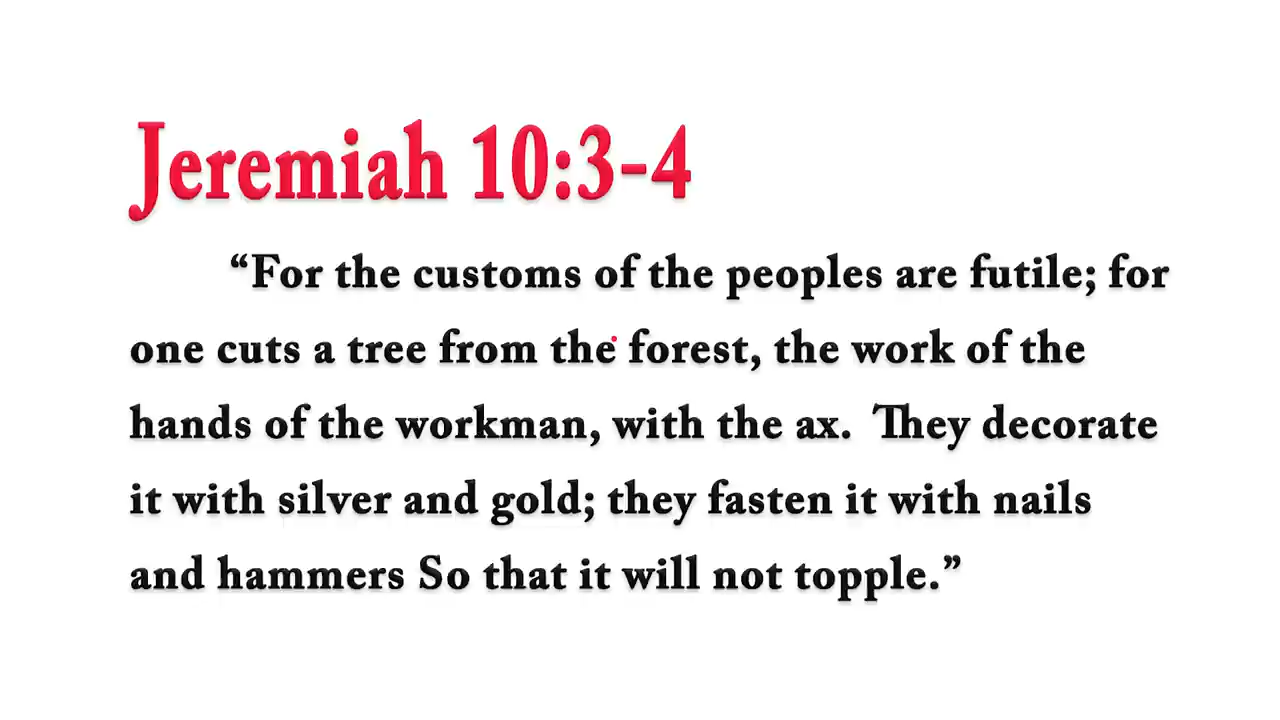 Jeremiah 10:3-4
“For the customs of the peoples are futile; for
one cuts a tree from the forest, the work of the
hands of the workman, with the ax. They decorate
it with silver and gold; they fasten it with nails
and hammers So that it will not topple.”